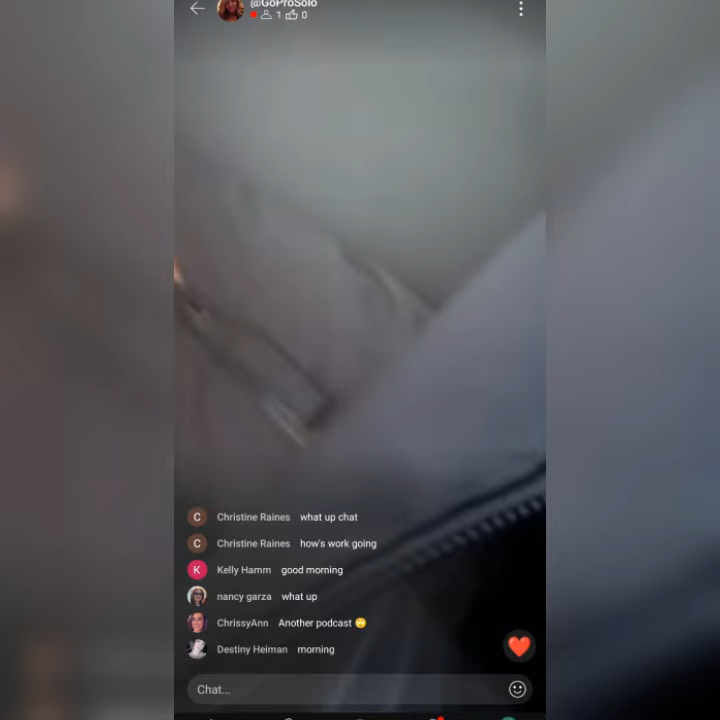 @GoProSolo
1 0
Christine Raines what up chat
Christine Raines how's work going
Kelly Hamm good morning
nancy garza what up
ChrissyAnn Another podcast 🙄
Destiny Heiman morning
Chat...
C
C
K